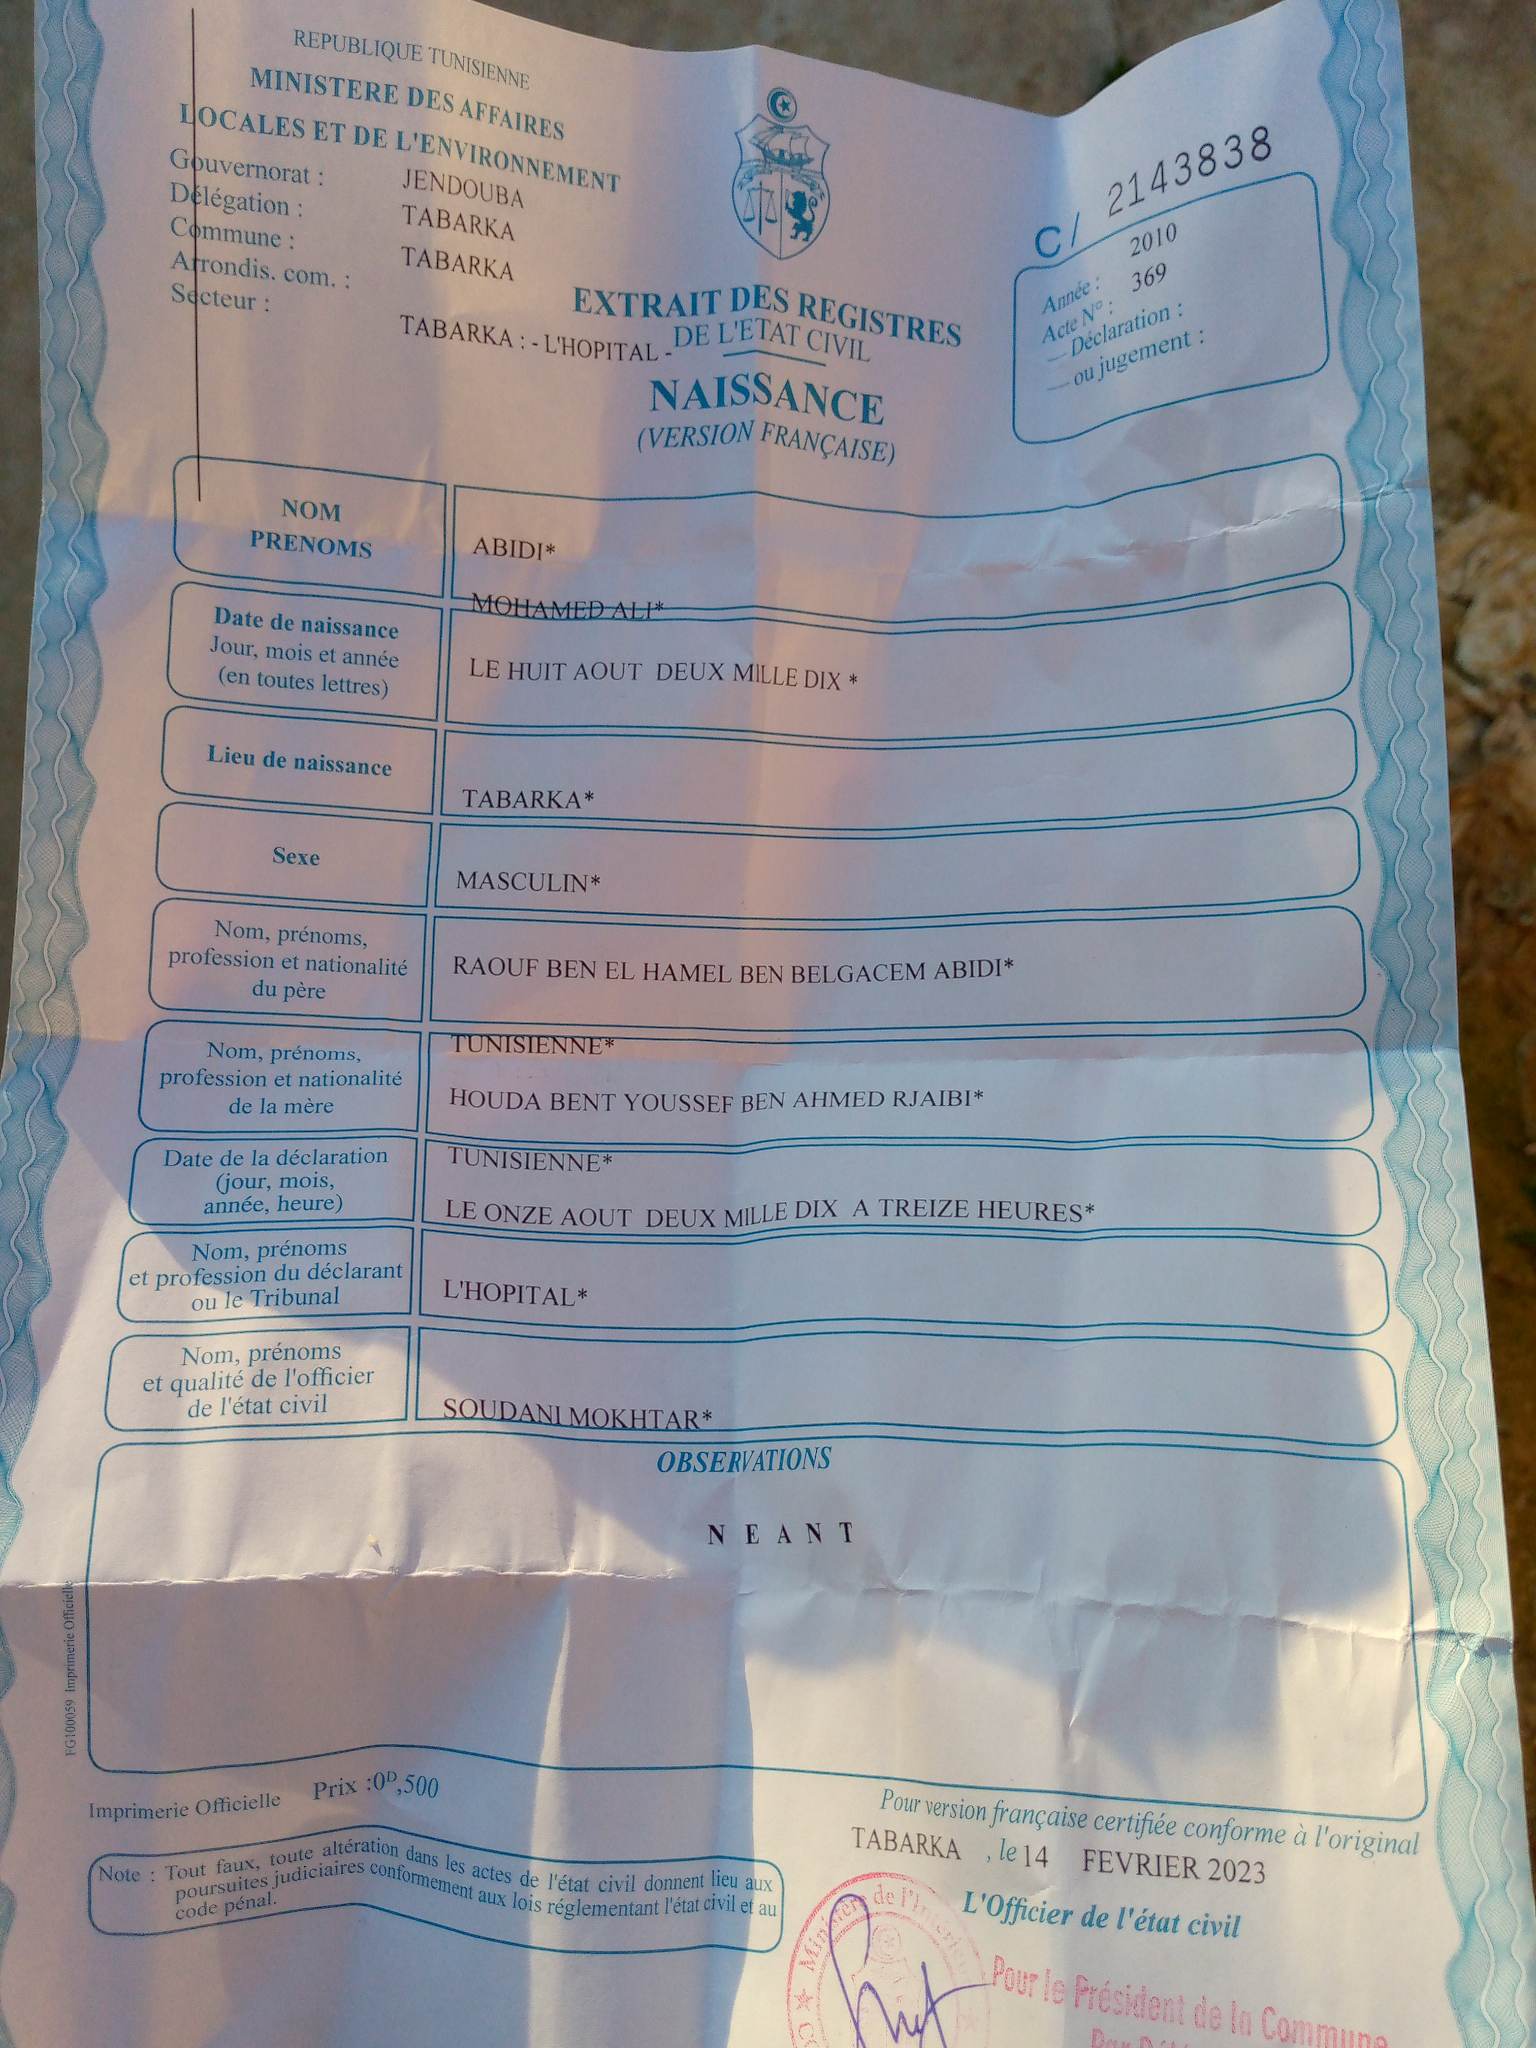 REPUBLIQUE TUNISIENNE
MINISTERE DES AFFAIRES
LOCALES ET DE L'ENVIRONNEMENT
Gouvernorat : JENDOUBA
Délégation : TABARKA
Commune : TABARKA
Arrondis. com. :
Secteur : TABARKA : - L'HOPITAL -
C/ 2143838
Année : 2010
Acte N° : 369
— Déclaration :
— ou jugement :
EXTRAIT DES REGISTRES
DE L'ETAT CIVIL
NAISSANCE
(VERSION FRANÇAISE)
NOM
PRENOMS
ABIDI*
MOHAMED ALI*
Date de naissance
Jour, mois et année
(en toutes lettres)
LE HUIT AOUT DEUX MILLE DIX *
Lieu de naissance
TABARKA*
Sexe
MASCULIN*
Nom, prénoms,
profession et nationalité
du père
RAOUF BEN EL HAMEL BEN BELGACEM ABIDI*
TUNISIENNE*
Nom, prénoms,
profession et nationalité
de la mère
HOUDA BENT YOUSSEF BEN AHMED RJAIBI*
TUNISIENNE*
Date de la déclaration
(jour, mois,
année, heure)
LE ONZE AOUT DEUX MILLE DIX A TREIZE HEURES*
Nom, prénoms
et profession du déclarant
ou le Tribunal
L'HOPITAL*
Nom, prénoms
et qualité de l'officier
de l'état civil
SOUDANI MOKHTAR*
OBSERVATIONS
N E A N T
FG100059 Imprimerie Officielle
Imprimerie Officielle Prix :0ᴰ,500
Note : Tout faux, toute altération dans les actes de l'état civil donnent lieu aux
poursuites judiciaires conformement aux lois réglementant l'état civil et au
code pénal.
Pour version française certifiée conforme à l'original
TABARKA , le 14 FEVRIER 2023
L'Officier de l'état civil
Ministère de l'Intérieur
Pour le Président de la Commune
Par